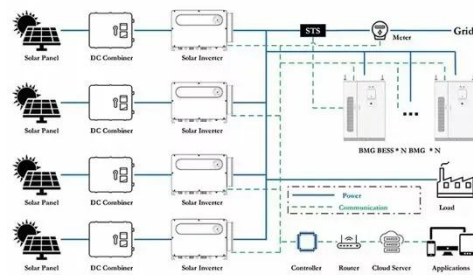 STS
Meter
Grid
Solar Panel
DC Combiner
Solar Inverter
Solar Panel
DC Combiner
Solar Inverter
BMG BESS * N BMG * N
Solar Panel
DC Combiner
Solar Inverter
Power
Communication
Load
Solar Panel
DC Combiner
Solar Inverter
Controller
Router
Cloud Server
Application